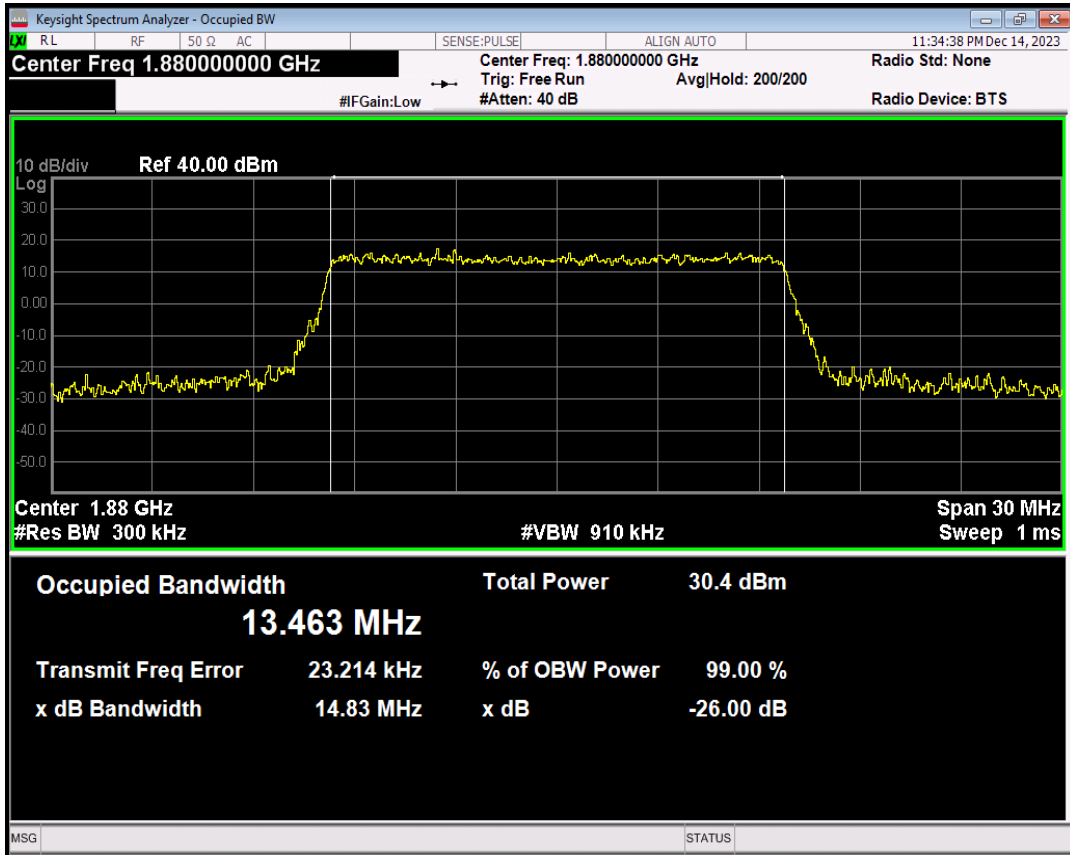 Keysight Spectrum Analyzer - Occupied BW
LXI RL RF 50 Ω AC SENSE:PULSE ALIGN AUTO 11:34:38 PM Dec 14, 2023
Center Freq 1.880000000 GHz Center Freq: 1.880000000 GHz Radio Std: None
Trig: Free Run Avg|Hold: 200/200
#IFGain:Low #Atten: 40 dB Radio Device: BTS
10 dB/div Ref 40.00 dBm
Log
30.0
20.0
10.0
0.00
-10.0
-20.0
-30.0
-40.0
-50.0
Center 1.88 GHz Span 30 MHz
#Res BW 300 kHz #VBW 910 kHz Sweep 1 ms
Occupied Bandwidth Total Power 30.4 dBm
13.463 MHz
Transmit Freq Error 23.214 kHz % of OBW Power 99.00 %
x dB Bandwidth 14.83 MHz x dB -26.00 dB
MSG STATUS